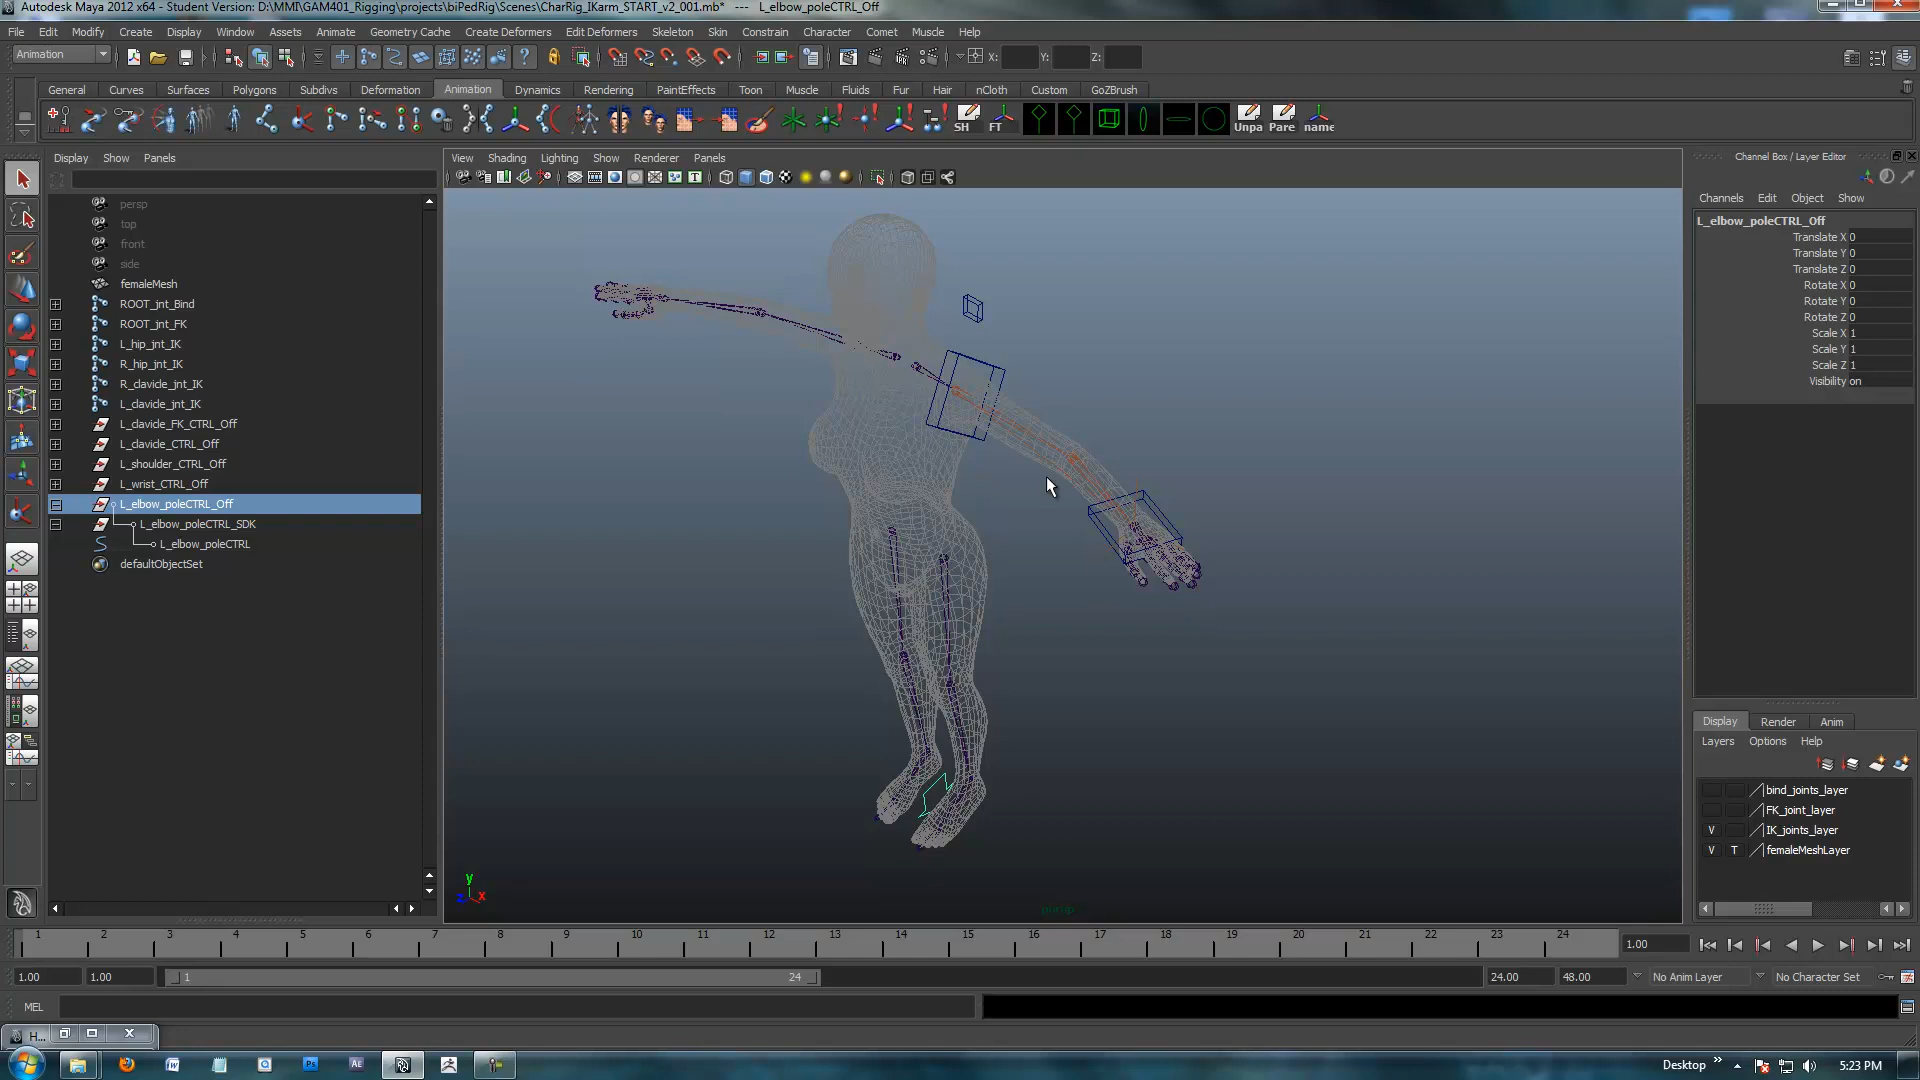 Autodesk Maya 2012 x64 - Student Version: D:\MMI\GAM401_Rigging\projects\biPedRig\Scenes\CharRig_IKarm_START_v2_001.mb* --- L_elbow_poleCTRL_Off
File Edit Modify Create Display Window Assets Animate Geometry Cache Create Deformers Edit Deformers Skeleton Skin Constrain Character Comet Muscle Help
Animation X: Y: Z:
General Curves Surfaces Polygons Subdivs Deformation Animation Dynamics Rendering PaintEffects Toon Muscle Fluids Fur Hair nCloth Custom GoZBrush
SH FT Unpa Pare name
Display Show Panels
View Shading Lighting Show Renderer Panels
Channel Box / Layer Editor
Channels Edit Object Show
persp
top
front
side
femaleMesh
ROOT_jnt_Bind
ROOT_jnt_FK
L_hip_jnt_IK
R_hip_jnt_IK
R_clavicle_jnt_IK
L_clavicle_jnt_IK
L_clavicle_FK_CTRL_Off
L_clavicle_CTRL_Off
L_shoulder_CTRL_Off
L_wrist_CTRL_Off
L_elbow_poleCTRL_Off
L_elbow_poleCTRL_SDK
L_elbow_poleCTRL
defaultObjectSet
y
z x
persp
L_elbow_poleCTRL_Off
Translate X 0
Translate Y 0
Translate Z 0
Rotate X 0
Rotate Y 0
Rotate Z 0
Scale X 1
Scale Y 1
Scale Z 1
Visibility on
Display Render Anim
Layers Options Help
bind_joints_layer
FK_joint_layer
V IK_joints_layer
V T femaleMeshLayer
1 2 3 4 5 6 7 8 9 10 11 12 13 14 15 16 17 18 19 20 21 22 23 24 1.00
1.00 1.00 1 24 24.00 48.00 No Anim Layer No Character Set
MEL
H...
W Ps AE Desktop 5:23 PM